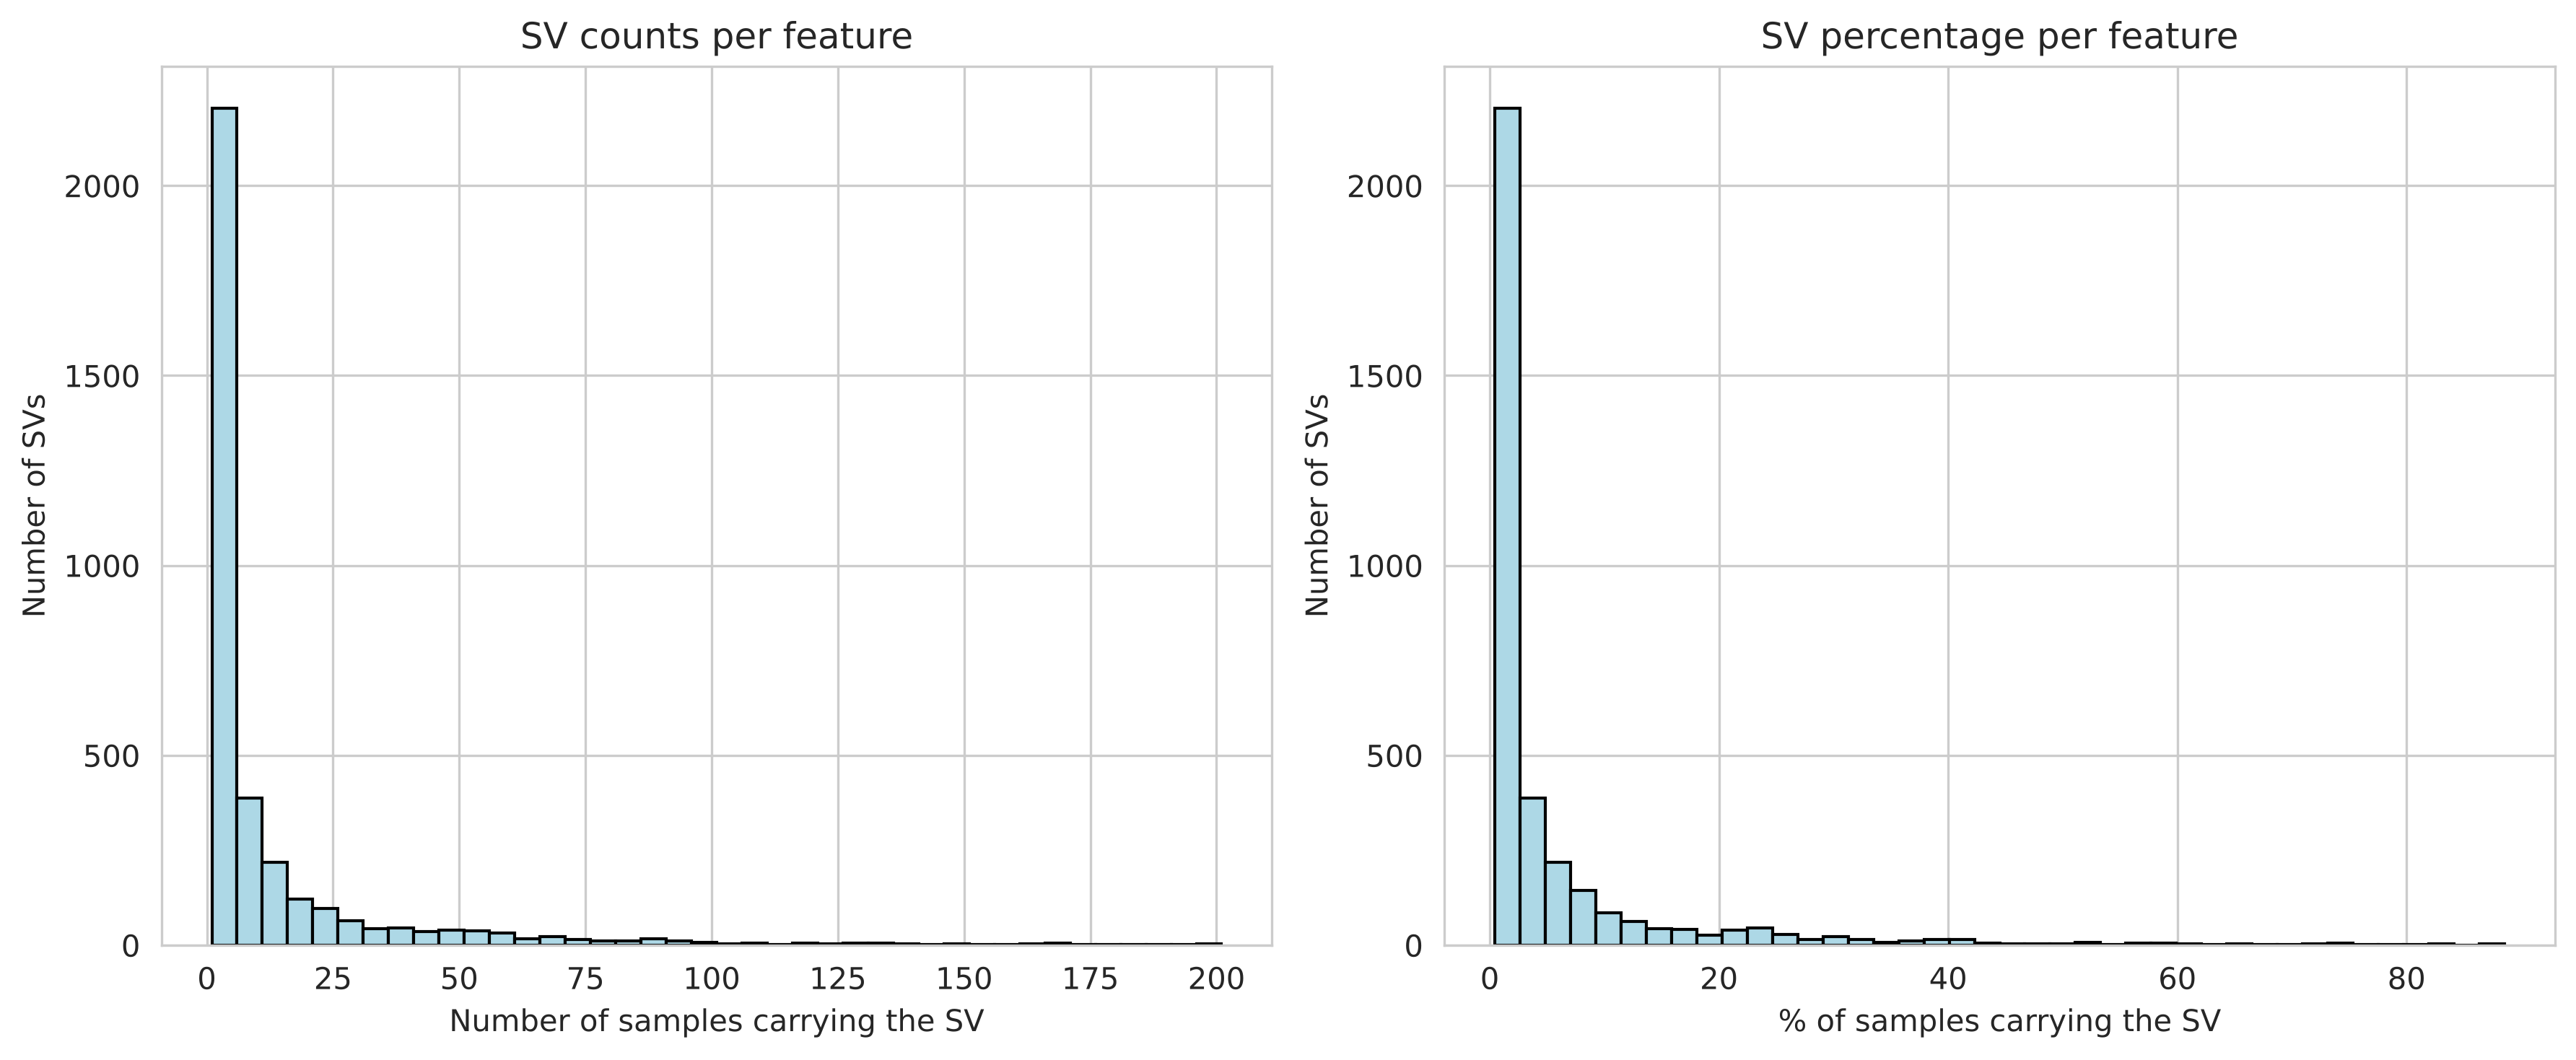 SV counts per feature
Number of SVs
2000
1500
1000
500
0
0 25 50 75 100 125 150 175 200
Number of samples carrying the SV
SV percentage per feature
Number of SVs
2000
1500
1000
500
0
0 20 40 60 80
% of samples carrying the SV